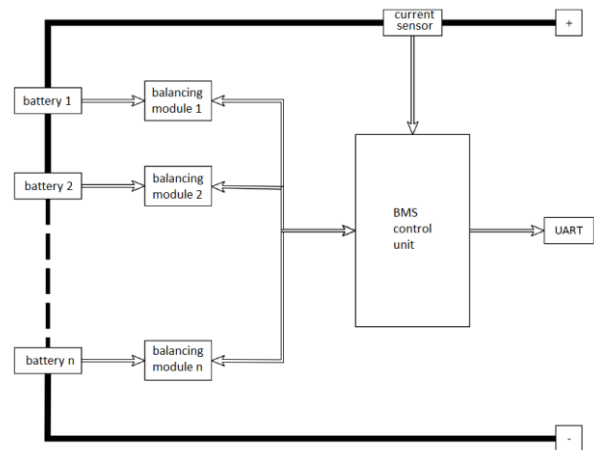 current
sensor
+
battery 1
balancing
module 1
battery 2
balancing
module 2
BMS
control
unit
UART
battery n
balancing
module n
-